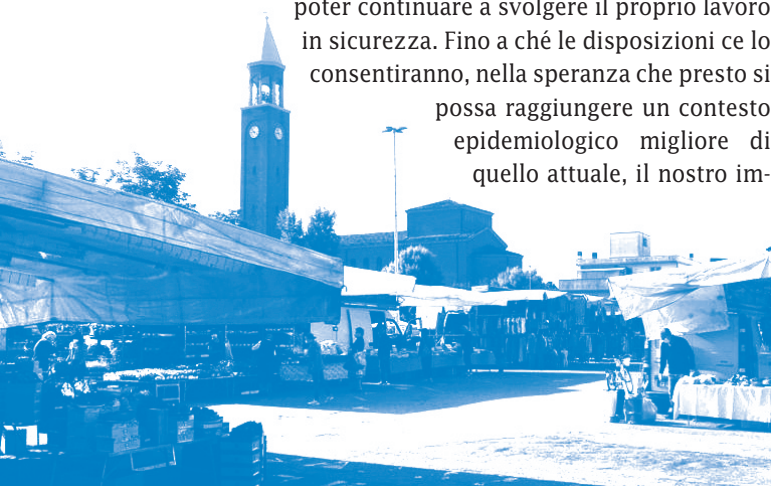 poter continuare a svolgere il proprio lavoro
in sicurezza. Fino a ché le disposizioni ce lo
consentiranno, nella speranza che presto si
possa raggiungere un contesto
epidemiologico migliore di
quello attuale, il nostro im-